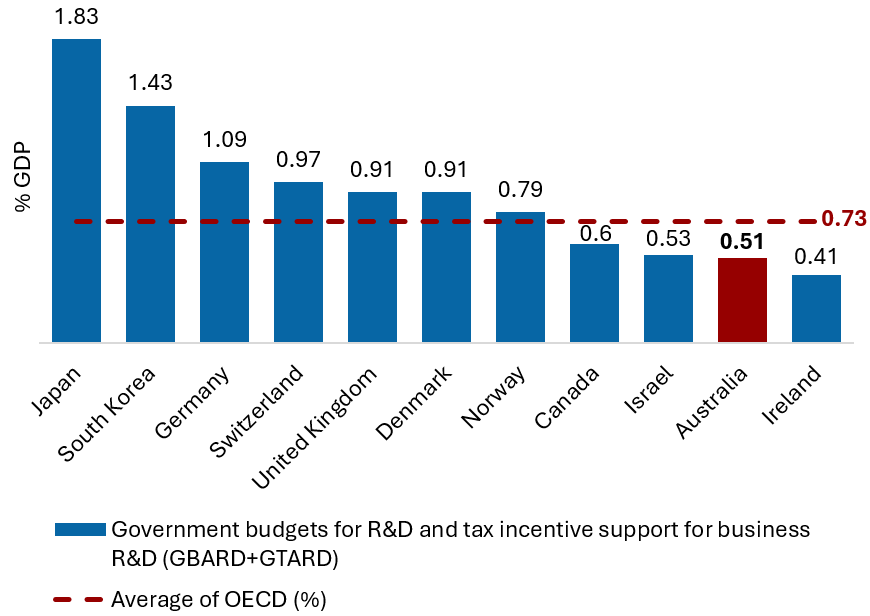 1.83
1.43
1.09
0.97
0.91
0.91
0.79
0.73
0.6
0.53
0.51
0.41
% GDP
Japan
South Korea
Germany
Switzerland
United Kingdom
Denmark
Norway
Canada
Israel
Australia
Ireland
Government budgets for R&D and tax incentive support for business
R&D (GBARD+GTARD)
Average of OECD (%)